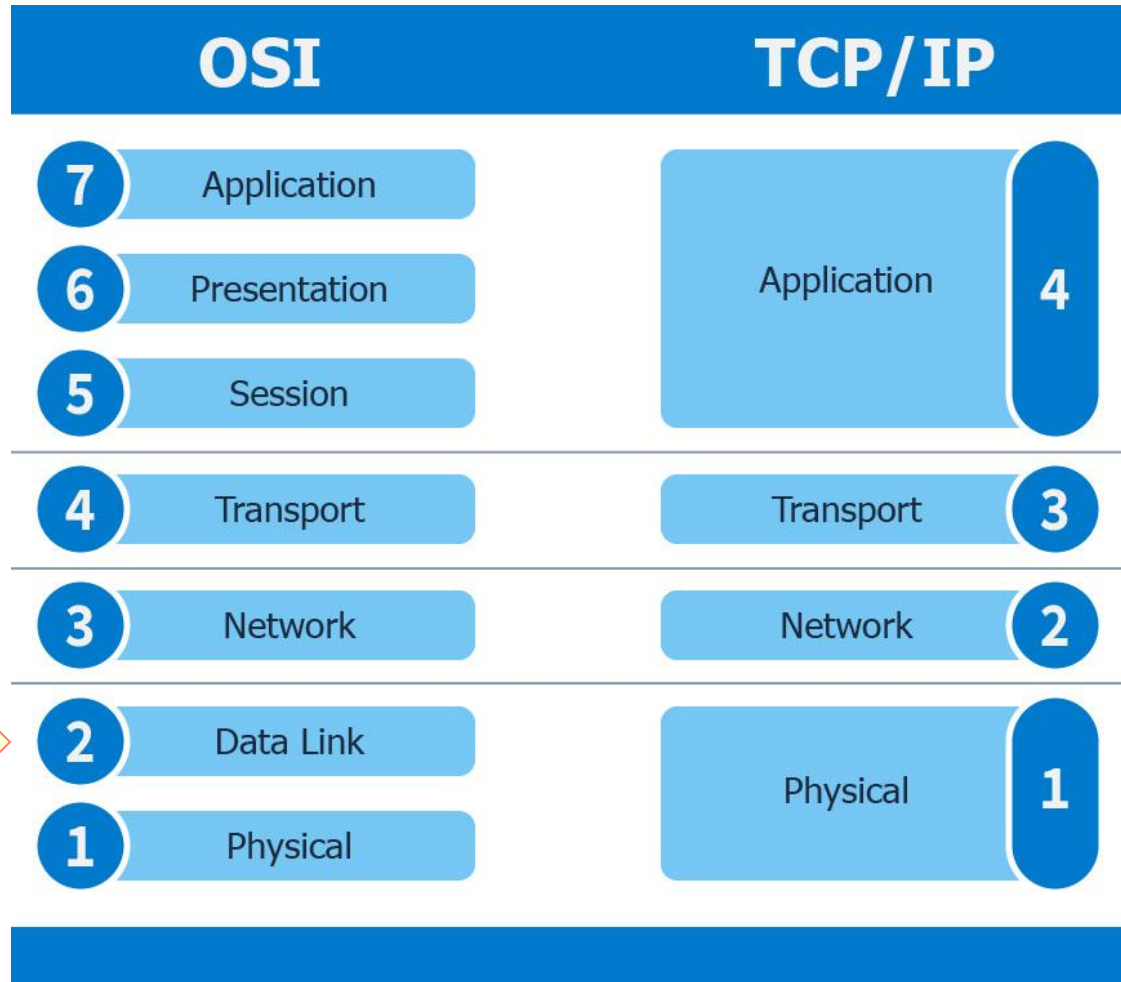 OSI TCP/IP
7 Application
6 Presentation
5 Session
Application 4
4 Transport
Transport 3
3 Network
Network 2
2 Data Link
1 Physical
Physical 1